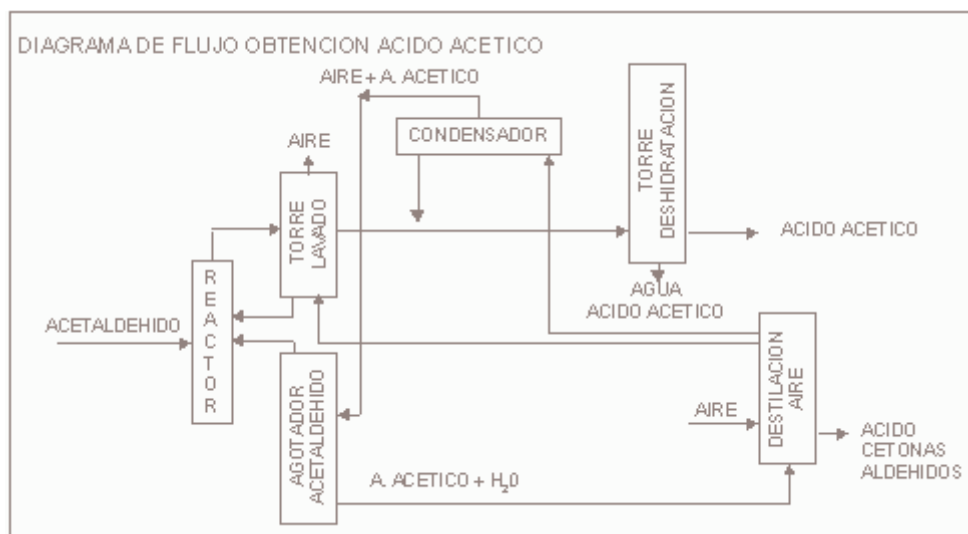 DIAGRAMA DE FLUJO OBTENCION ACIDO ACETICO
AIRE + A. ACETICO
CONDENSADOR
AIRE
TORRE
LAVADO
TORRE
DESHIDRATACION
ACIDO ACETICO
AGUA
ACIDO ACETICO
REACTOR
ACETALDEHIDO
AGOTADOR
ACETALDEHIDO
AIRE
DESTILACION
AIRE
ACIDO
CETONAS
ALDEHIDOS
A. ACETICO + H₂0